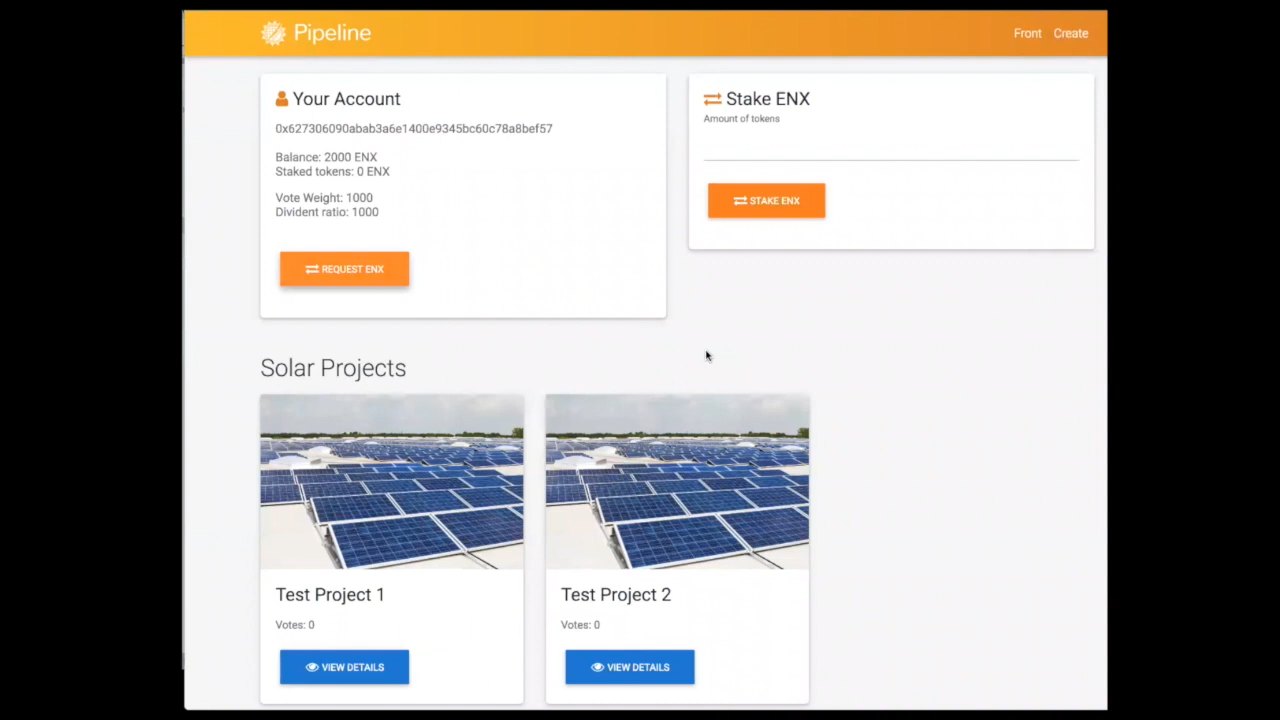 Pipeline
Front Create
Your Account
0x627306090abab3a6e1400e9345bc60c78a8bef57
Balance: 2000 ENX
Staked tokens: 0 ENX
Vote Weight: 1000
Divident ratio: 1000
REQUEST ENX
Stake ENX
Amount of tokens
STAKE ENX
Solar Projects
Test Project 1
Votes: 0
VIEW DETAILS
Test Project 2
Votes: 0
VIEW DETAILS